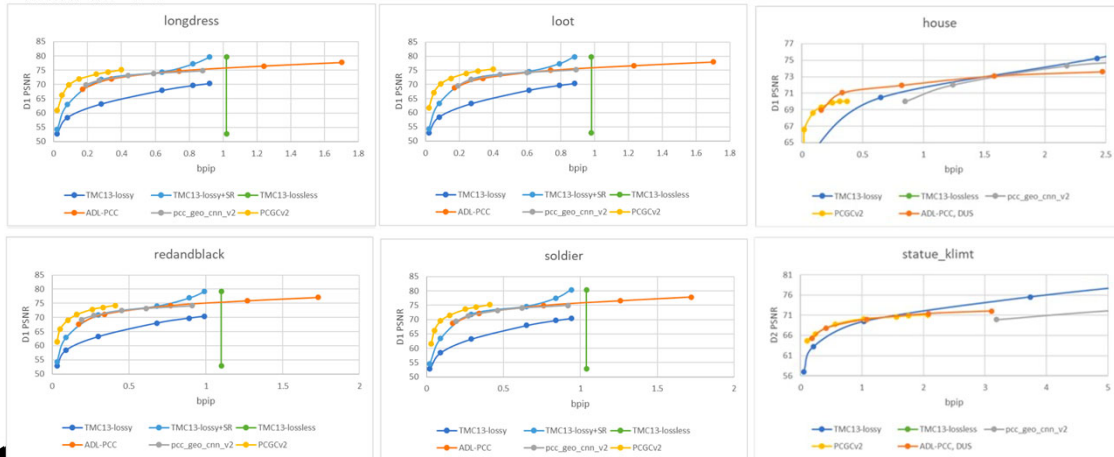 longdress
D1 PSNR
85
80
75
70
65
60
55
50
0 0.2 0.4 0.6 0.8 1 1.2 1.4 1.6 1.8
bpip
TMC13-lossy TMC13-lossy+SR TMC13-lossless
ADL-PCC pcc_geo_cnn_v2 PCGCv2
loot
D1 PSNR
85
80
75
70
65
60
55
50
0 0.2 0.4 0.6 0.8 1 1.2 1.4 1.6 1.8
bpip
TMC13-lossy TMC13-lossy+SR TMC13-lossless
ADL-PCC pcc_geo_cnn_v2 PCGCv2
house
D1 PSNR
77
75
73
71
69
67
65
0 0.5 1 1.5 2 2.5
bpip
TMC13-lossy TMC13-lossless pcc_geo_cnn_v2
PCGCv2 ADL-PCC, DUS
redandblack
D1 PSNR
85
80
75
70
65
60
55
50
0 0.5 1 1.5 2
bpip
TMC13-lossy TMC13-lossy+SR TMC13-lossless
ADL-PCC pcc_geo_cnn_v2 PCGCv2
soldier
D1 PSNR
85
80
75
70
65
60
55
50
0 0.5 1 1.5 2
bpip
TMC13-lossy TMC13-lossy+SR TMC13-lossless
ADL-PCC pcc_geo_cnn_v2 PCGCv2
statue_klimt
D2 PSNR
81
76
71
66
61
56
0 1 2 3 4 5
bpip
TMC13-lossy TMC13-lossless pcc_geo_cnn_v2
PCGCv2 ADL-PCC, DUS